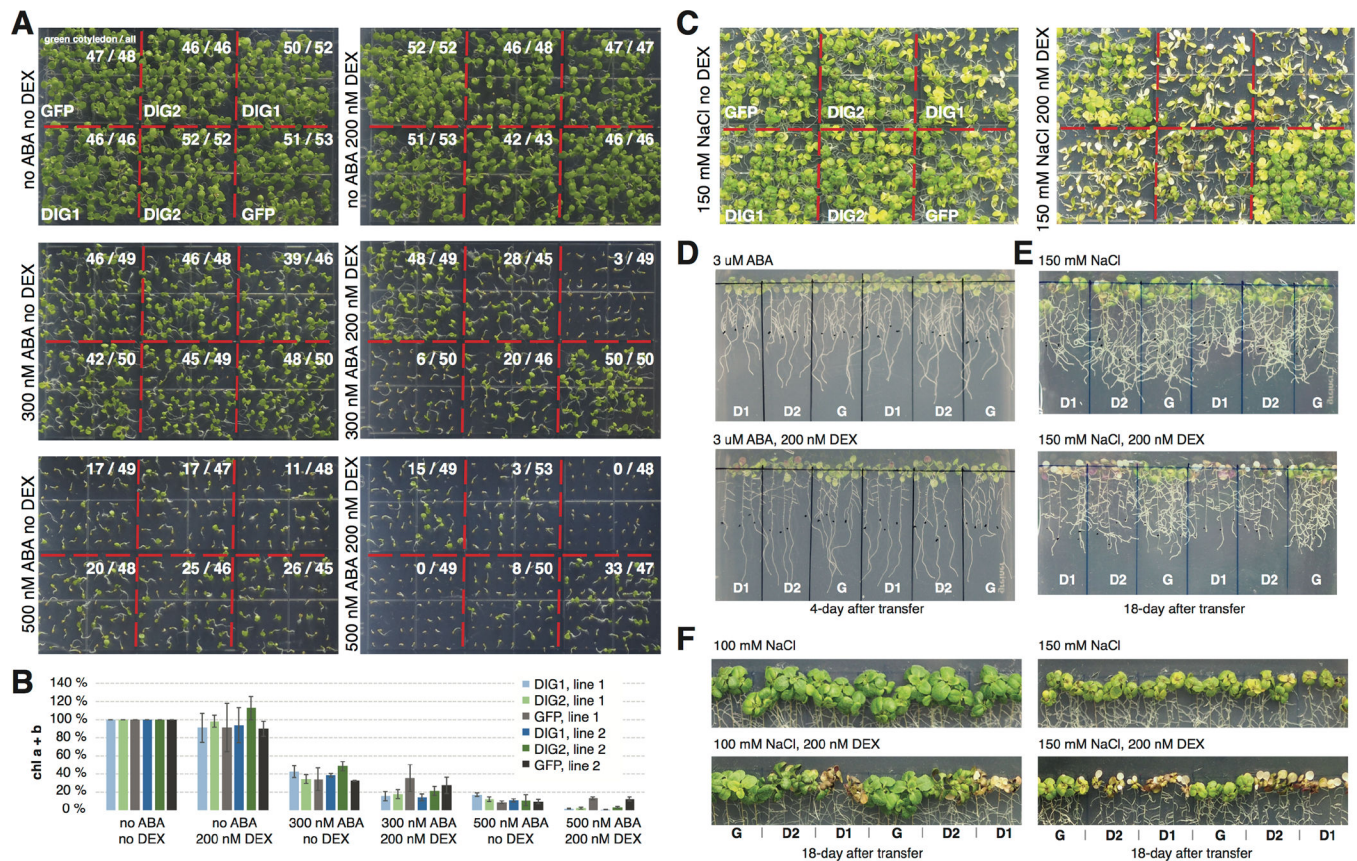 A
no ABA no DEX
green cotyledon / all
47 / 48
46 / 46
50 / 52
GFP
DIG2
DIG1
46 / 46
52 / 52
51 / 53
DIG1
DIG2
GFP
no ABA 200 nM DEX
52 / 52
46 / 48
47 / 47
51 / 53
42 / 43
46 / 46
300 nM ABA no DEX
46 / 49
46 / 48
39 / 46
42 / 50
45 / 49
48 / 50
300 nM ABA 200 nM DEX
48 / 49
28 / 45
3 / 49
6 / 50
20 / 46
50 / 50
500 nM ABA no DEX
17 / 49
17 / 47
11 / 48
20 / 48
25 / 46
26 / 45
500 nM ABA 200 nM DEX
15 / 49
3 / 53
0 / 48
0 / 49
8 / 50
33 / 47
B
chl a + b
140 %
120 %
100 %
80 %
60 %
40 %
20 %
0 %
DIG1, line 1
DIG2, line 1
GFP, line 1
DIG1, line 2
DIG2, line 2
GFP, line 2
no ABA
no DEX
no ABA
200 nM DEX
300 nM ABA
no DEX
300 nM ABA
200 nM DEX
500 nM ABA
no DEX
500 nM ABA
200 nM DEX
C
150 mM NaCl no DEX
GFP
DIG2
DIG1
DIG1
DIG2
GFP
150 mM NaCl 200 nM DEX
D
3 uM ABA
D1 D2 G D1 D2 G
3 uM ABA, 200 nM DEX
D1 D2 G D1 D2 G
4-day after transfer
E
150 mM NaCl
D1 D2 G D1 D2 G
150 mM NaCl, 200 nM DEX
D1 D2 G D1 D2 G
18-day after transfer
F
100 mM NaCl
150 mM NaCl
100 mM NaCl, 200 nM DEX
150 mM NaCl, 200 nM DEX
G | D2 | D1 | G | D2 | D1
G | D2 | D1 | G | D2 | D1
18-day after transfer
18-day after transfer